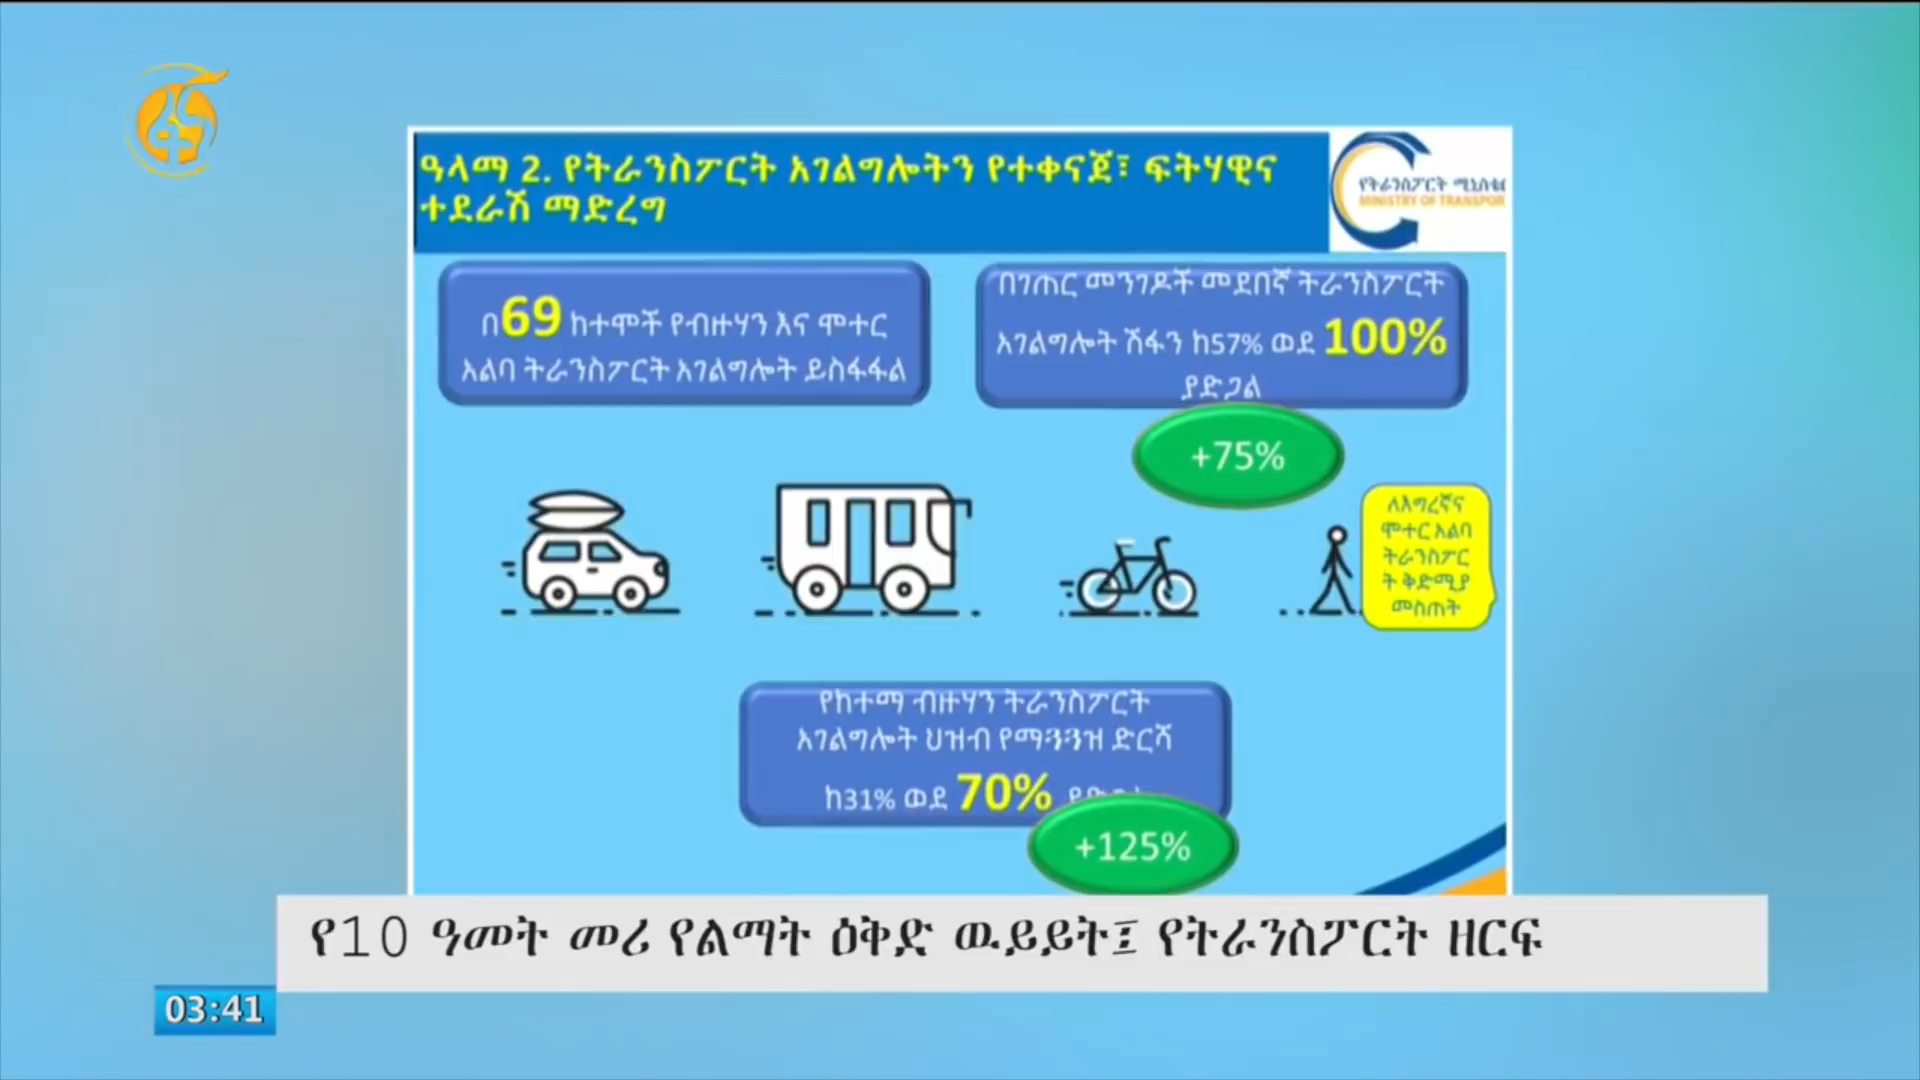 ዓላማ 2. የትራንስፖርት አገልግሎትን የተቀናጀ፣ ፍትሃዊና
ተደራሽ ማድረግ
የትራንስፖርት
MINISTRY OF TRANSPOR
በ69 ከተሞች የብዙሃን እና ሞተር
አልባ ትራንስፖርት አገልግሎት ይስፋፋል
በገጠር መንገዶች መደበኛ ትራንስፖርት
አገልግሎት ሽፋን ከ57% ወደ 100%
ያድጋል
+75%
ለእግረኛና
ሞተር አልባ
ትራንስፖር
ት ቅድሚያ
መስጠት
የከተማ ብዙሃን ትራንስፖርት
አገልግሎት ህዝብ የማጓጓዝ ድርሻ
ከ31% ወደ 70%
+125%
የ10 ዓመት መሪ የልማት ዕቅድ ዉይይት፤ የትራንስፖርት ዘርፍ
03:41